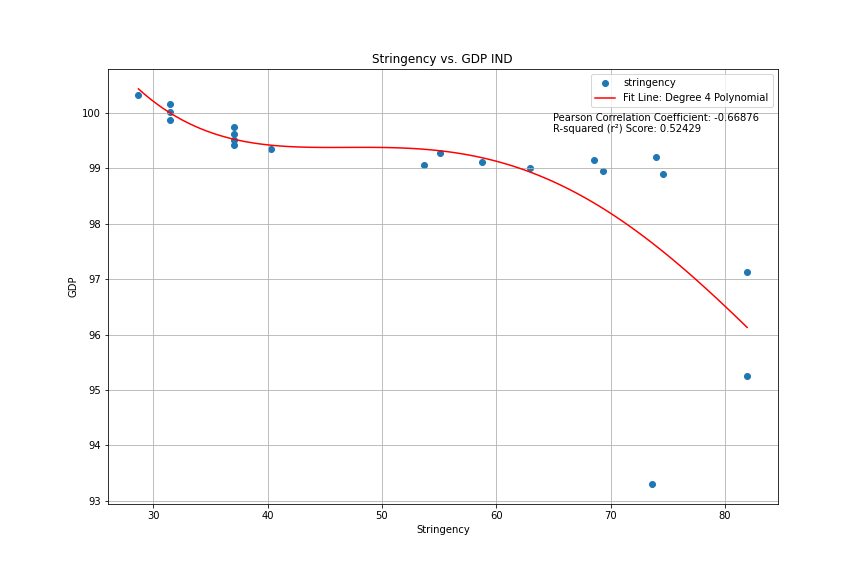 Stringency vs. GDP IND
stringency
Fit Line: Degree 4 Polynomial
Pearson Correlation Coefficient: -0.66876
R-squared (r²) Score: 0.52429
GDP
100
99
98
97
96
95
94
93
30 40 50 60 70 80
Stringency